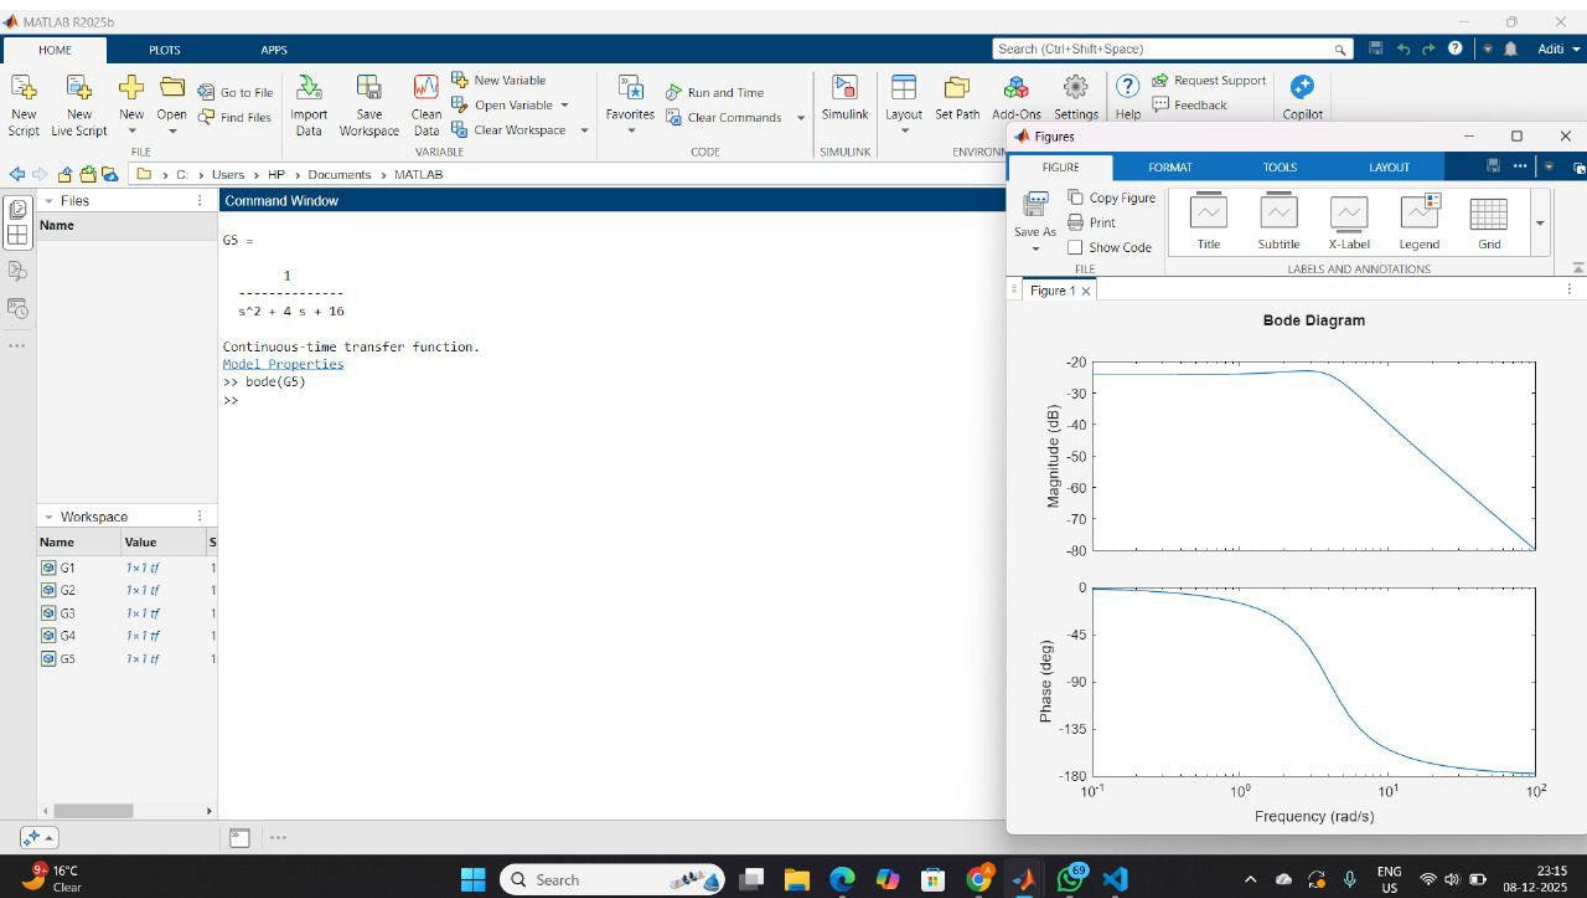 MATLAB R2025b
HOME PLOTS APPS
Search (Ctrl+Shift+Space)
Aditi
New Script
New Live Script
New
Open
Go to File
Find Files
FILE
Import Data
Save Workspace
Clean Data
New Variable
Open Variable
Clear Workspace
VARIABLE
Favorites
Run and Time
Clear Commands
CODE
Simulink
SIMULINK
Layout
Set Path
Add-Ons
Settings
ENVIRONM
Help
Request Support
Feedback
Copilot
C: › Users › HP › Documents › MATLAB
Files
Name
Command Window
G5 =
1
--------------
s^2 + 4 s + 16
Continuous-time transfer function.
Model Properties
>> bode(G5)
>>
Workspace
Name Value S
G1 1×1 tf 1
G2 1×1 tf 1
G3 1×1 tf 1
G4 1×1 tf 1
G5 1×1 tf 1
Figures
FIGURE FORMAT TOOLS LAYOUT
Save As
Copy Figure
Print
Show Code
FILE
Title Subtitle X-Label Legend Grid
LABELS AND ANNOTATIONS
Figure 1
Bode Diagram
Magnitude (dB)
-20
-30
-40
-50
-60
-70
-80
Phase (deg)
0
-45
-90
-135
-180
10^-1 10^0 10^1 10^2
Frequency (rad/s)
9+
16°C
Clear
Search
69
ENG
US
23:15
08-12-2025